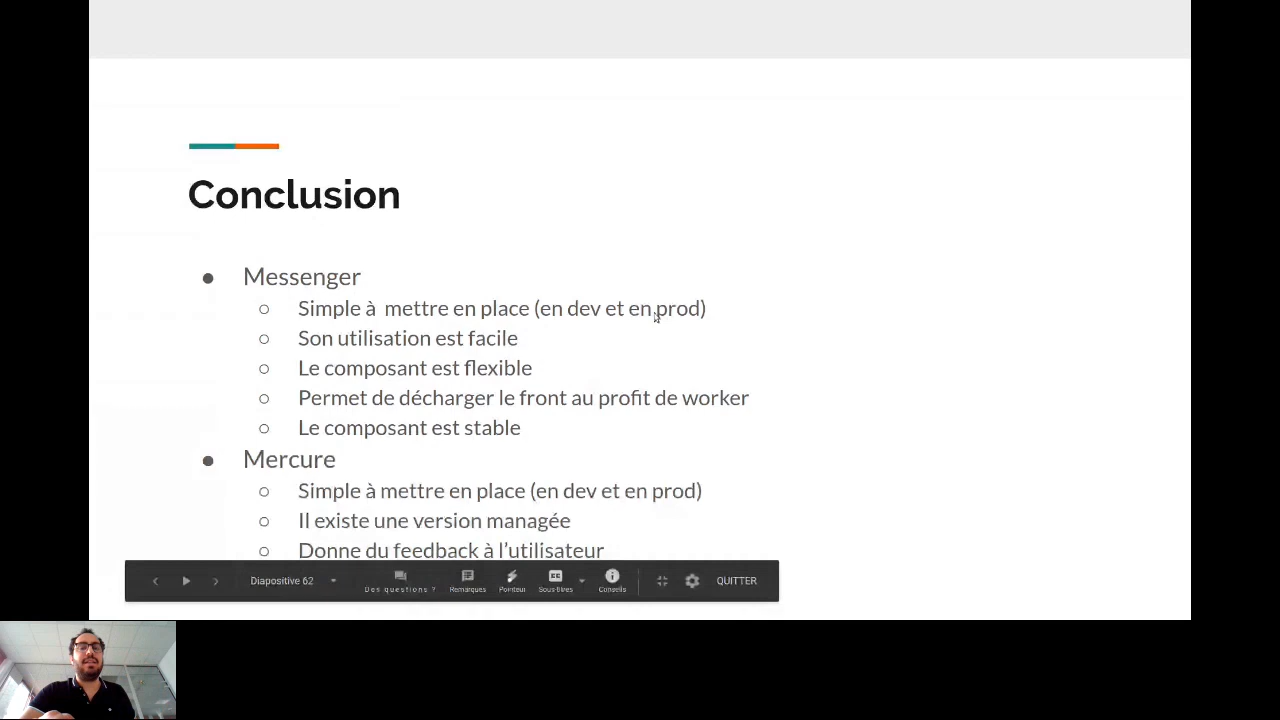 Conclusion
● Messenger
○ Simple à mettre en place (en dev et en prod)
○ Son utilisation est facile
○ Le composant est flexible
○ Permet de décharger le front au profit de worker
○ Le composant est stable
● Mercure
○ Simple à mettre en place (en dev et en prod)
○ Il existe une version managée
○ Donne du feedback à l'utilisateur
Diapositive 62 Des questions ? Remarques Pointeur Sous-titres Conseils QUITTER